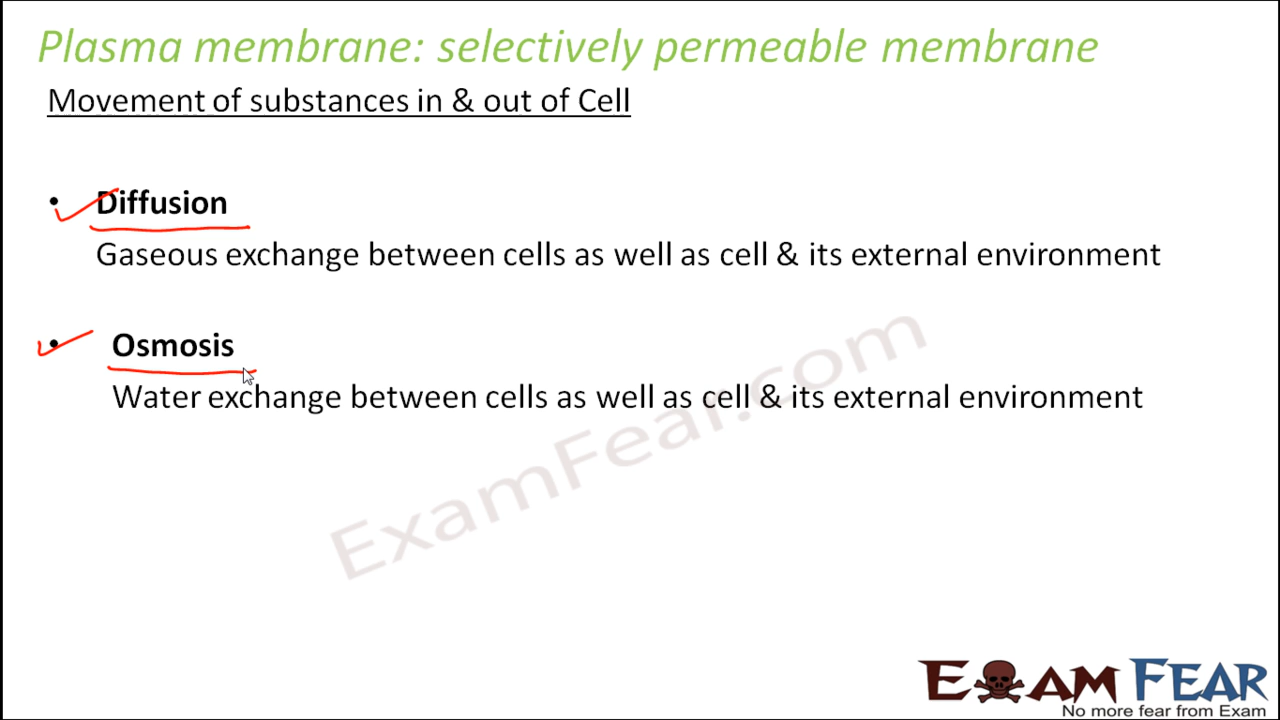 Plasma membrane: selectively permeable membrane
Movement of substances in & out of Cell
• Diffusion
Gaseous exchange between cells as well as cell & its external environment
• Osmosis
Water exchange between cells as well as cell & its external environment
ExamFear.com
EXAM FEAR
No more fear from Exam